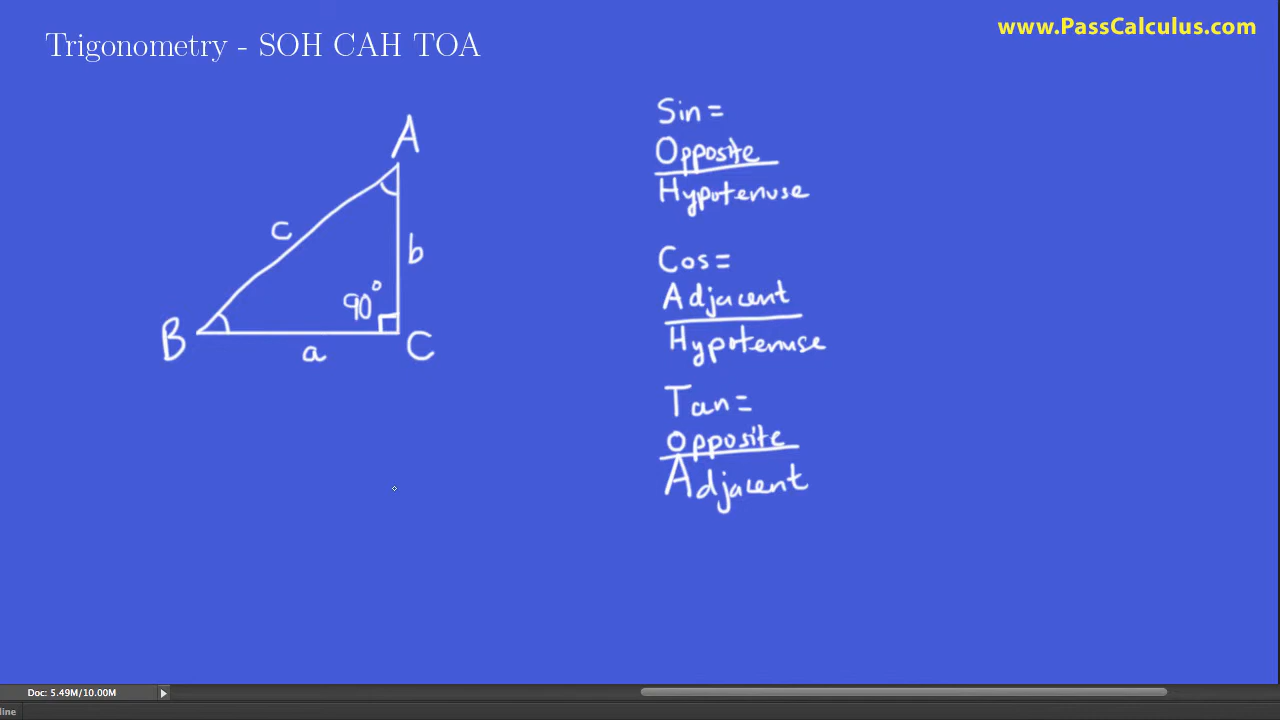 Trigonometry - SOH CAH TOA
www.PassCalculus.com
A
c
b
90°
B
a
C
Sin =
Opposite
Hypotenuse
Cos =
Adjacent
Hypotenuse
Tan =
Opposite
Adjacent
Doc: 5.49M/10.00M
line